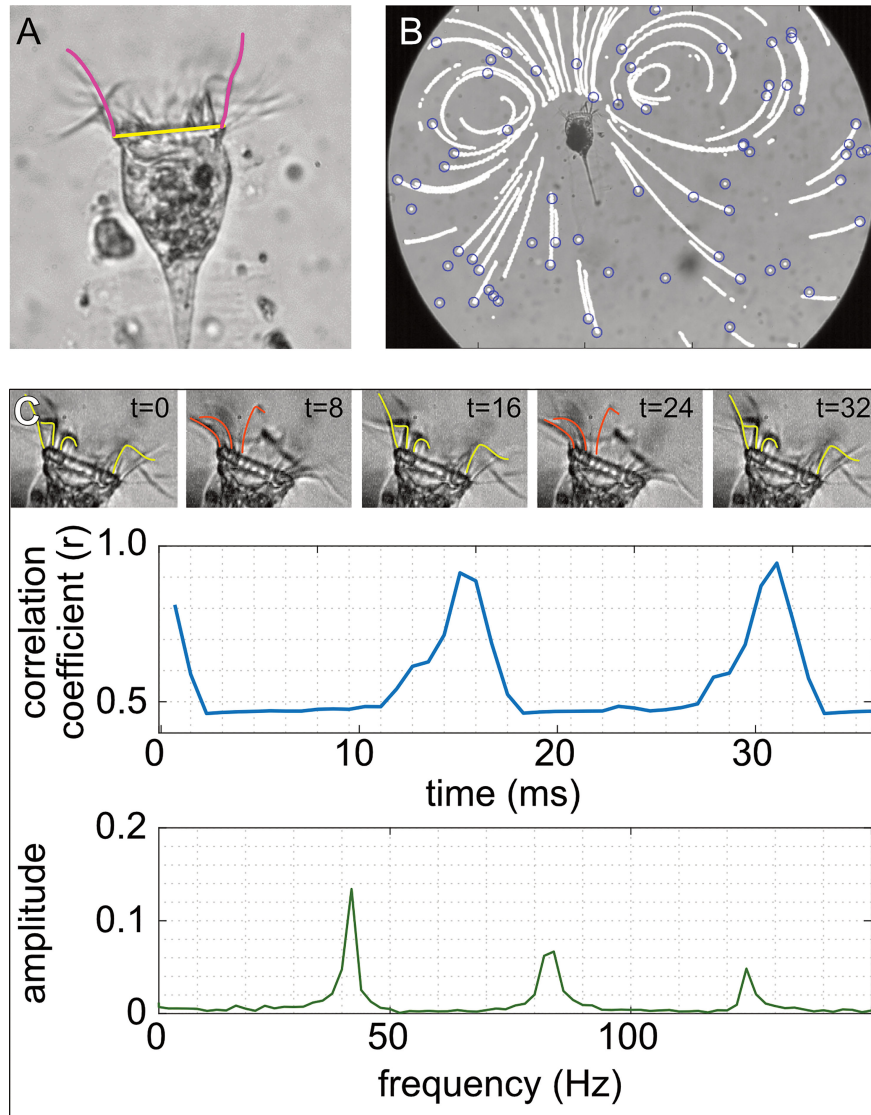 A
B
C
t=0
t=8
t=16
t=24
t=32
correlation
coefficient (r)
1.0
0.5
0
10
20
30
time (ms)
amplitude
0.2
0.1
0
0
50
100
frequency (Hz)